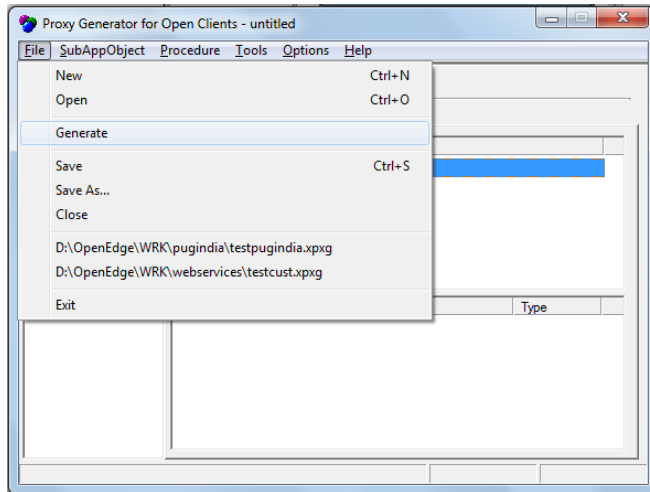 Proxy Generator for Open Clients - untitled
File SubAppObject Procedure Tools Options Help
New Ctrl+N
Open Ctrl+O
Generate
Save Ctrl+S
Save As...
Close
D:\OpenEdge\WRK\pugindia\testpugindia.xpxg
D:\OpenEdge\WRK\webservices\testcust.xpxg
Exit
Type